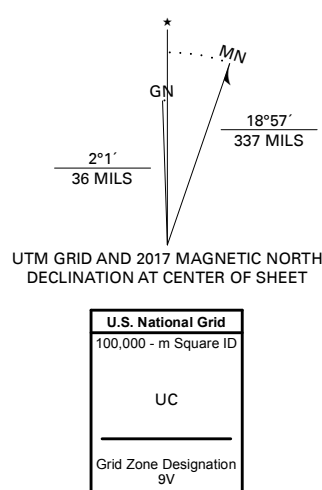 ★
MN
GN
18°57´
337 MILS
2°1´
36 MILS
UTM GRID AND 2017 MAGNETIC NORTH
DECLINATION AT CENTER OF SHEET
U.S. National Grid
100,000 - m Square ID
UC
Grid Zone Designation
9V